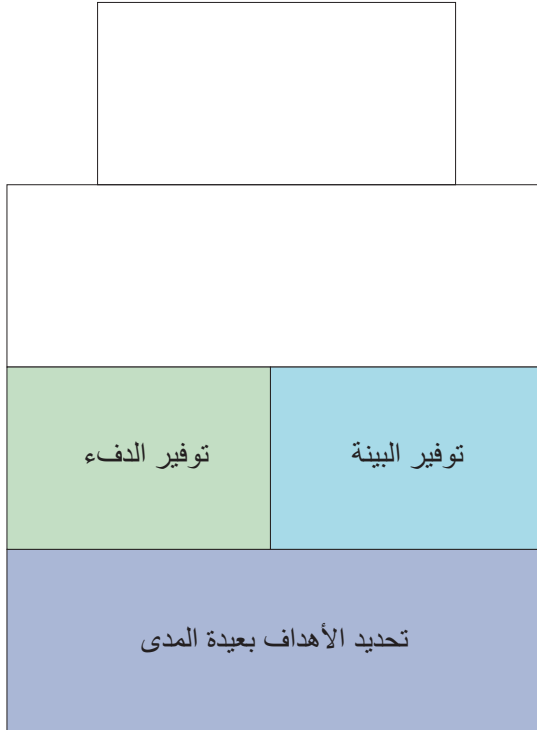 توفير البينة
توفير الدفء
تحديد الأهداف بعيدة المدى